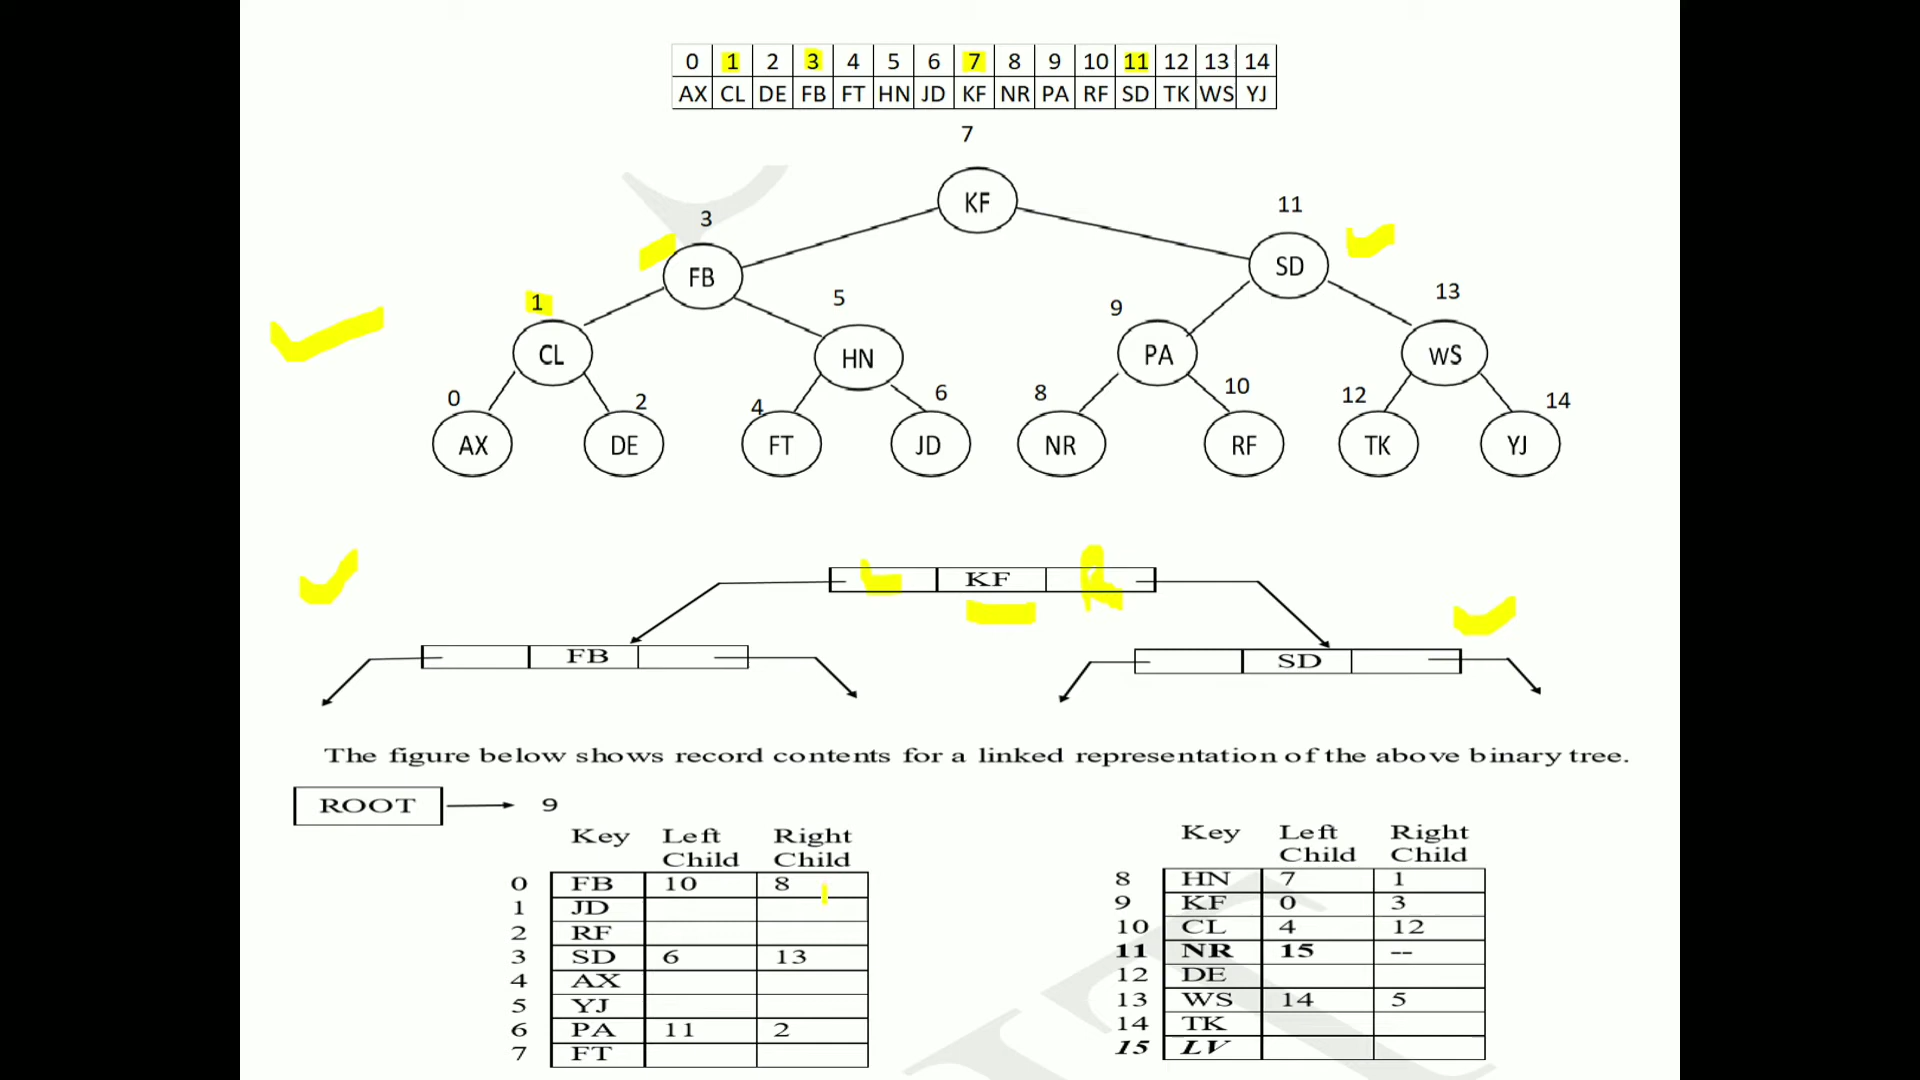 0 1 2 3 4 5 6 7 8 9 10 11 12 13 14
AX CL DE FB FT HN JD KF NR PA RF SD TK WS YJ
7
KF
3 11
FB SD
1 5 9 13
CL HN PA WS
0 2 4 6 8 10 12 14
AX DE FT JD NR RF TK YJ
KF
FB SD
The figure below shows record contents for a linked representation of the above binary tree.
ROOT 9
Key Left Child Right Child
0 FB 10 8
1 JD
2 RF
3 SD 6 13
4 AX
5 YJ
6 PA 11 2
7 FT
Key Left Child Right Child
8 HN 7 1
9 KF 0 3
10 CL 4 12
11 NR 15 --
12 DE
13 WS 14 5
14 TK
15 LV